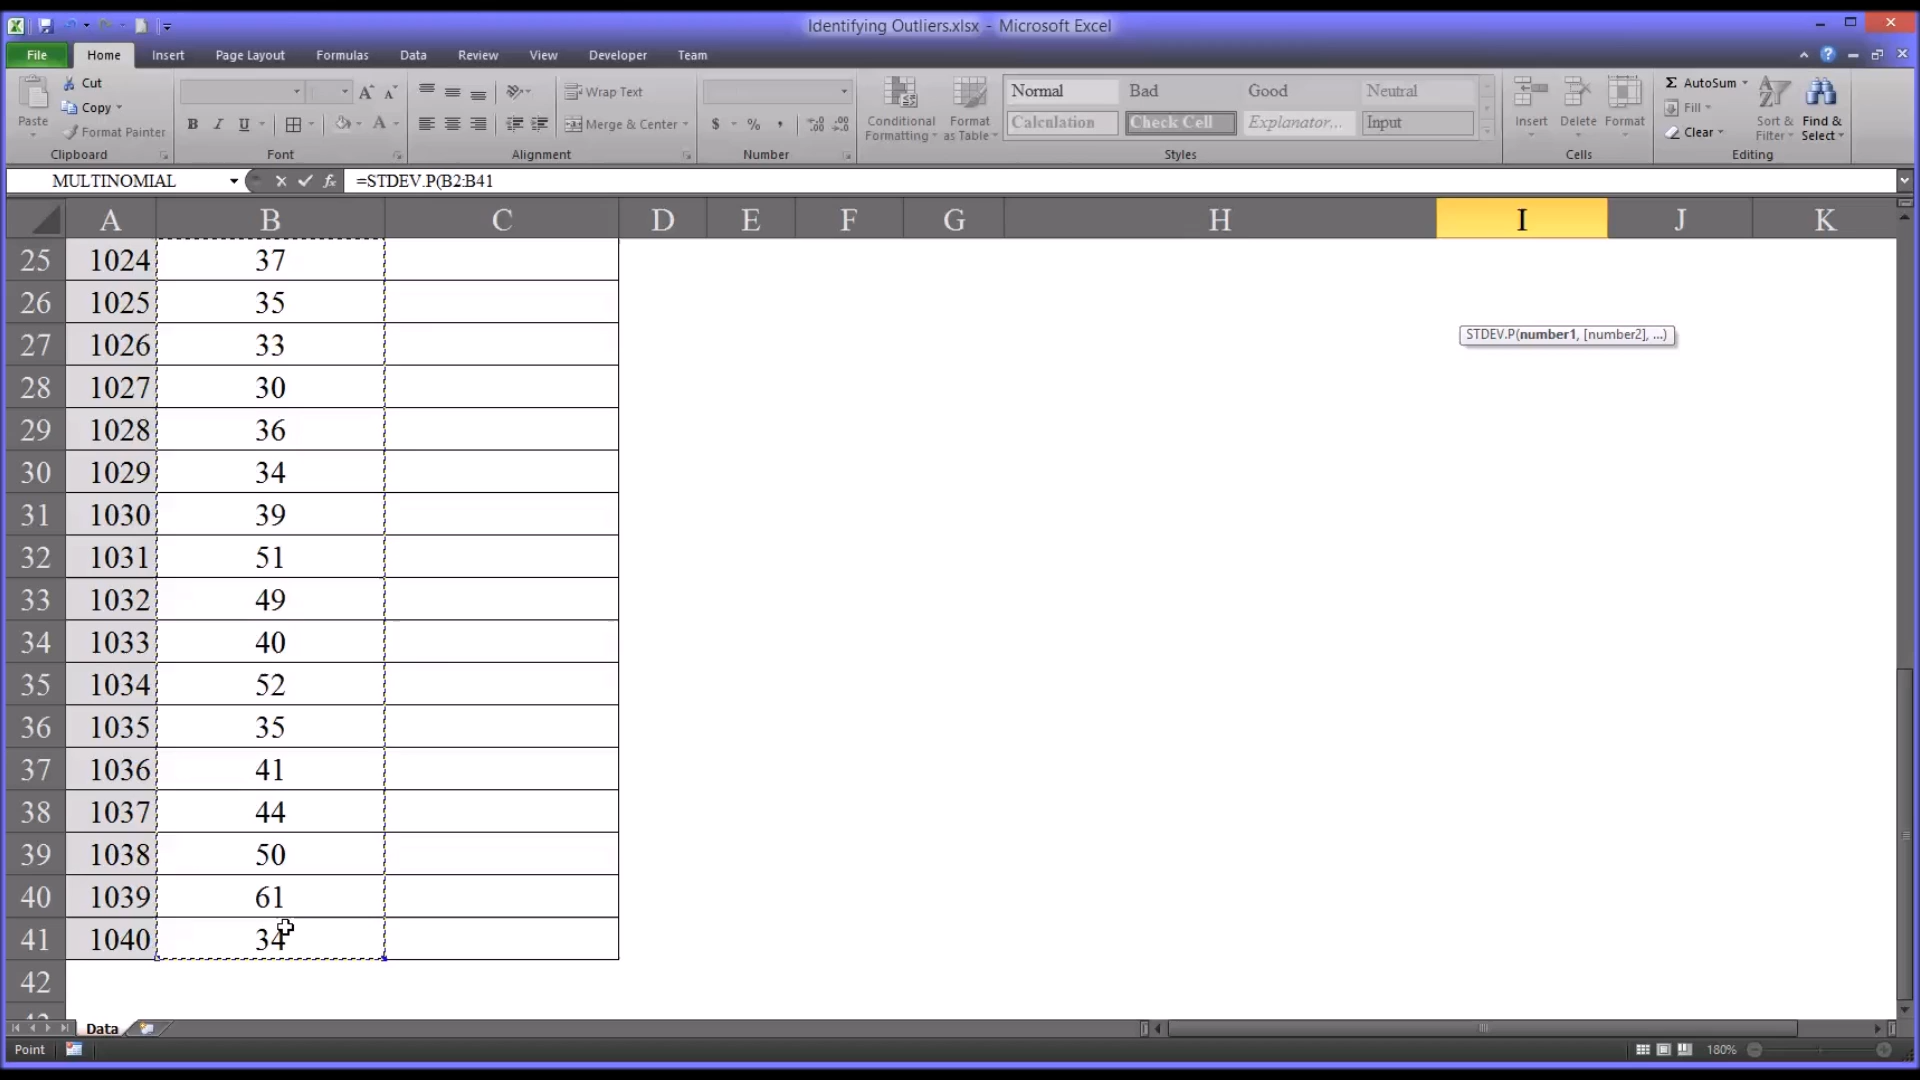 Identifying Outliers.xlsx - Microsoft Excel
File Home Insert Page Layout Formulas Data Review View Developer Team
Paste
Cut
Copy
Format Painter
Clipboard
B I U A A A
Font
Wrap Text
Merge & Center
Alignment
$ % ,
Number
Conditional Formatting
Format as Table
Normal Bad Good Neutral
Calculation Check Cell Explanator... Input
Styles
Insert Delete Format
Cells
Σ AutoSum
Fill
Clear
Sort & Filter
Find & Select
Editing
MULTINOMIAL fx =STDEV.P(B2:B41
A B C D E F G H I J K
25 1024 37
26 1025 35
27 1026 33
STDEV.P(number1, [number2], ...)
28 1027 30
29 1028 36
30 1029 34
31 1030 39
32 1031 51
33 1032 49
34 1033 40
35 1034 52
36 1035 35
37 1036 41
38 1037 44
39 1038 50
40 1039 61
41 1040 34
42
Data
Point 180%